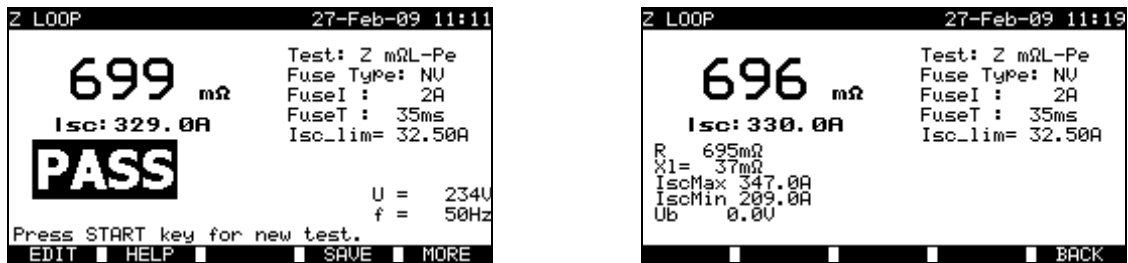 Z LOOP 27-Feb-09 11:11
699 mΩ
Isc: 329.0A
PASS
Test: Z mΩL-Pe
Fuse Type: NV
FuseI : 2A
FuseT : 35ms
Isc_lim= 32.50A
U = 234V
f = 50Hz
Press START key for new test.
EDIT HELP SAVE MORE
Z LOOP 27-Feb-09 11:19
696 mΩ
Isc: 330.0A
Test: Z mΩL-Pe
Fuse Type: NV
FuseI : 2A
FuseT : 35ms
Isc_lim= 32.50A
R 695mΩ
Xl= 37mΩ
IscMax 347.0A
IscMin 209.0A
Ub 0.0V
BACK